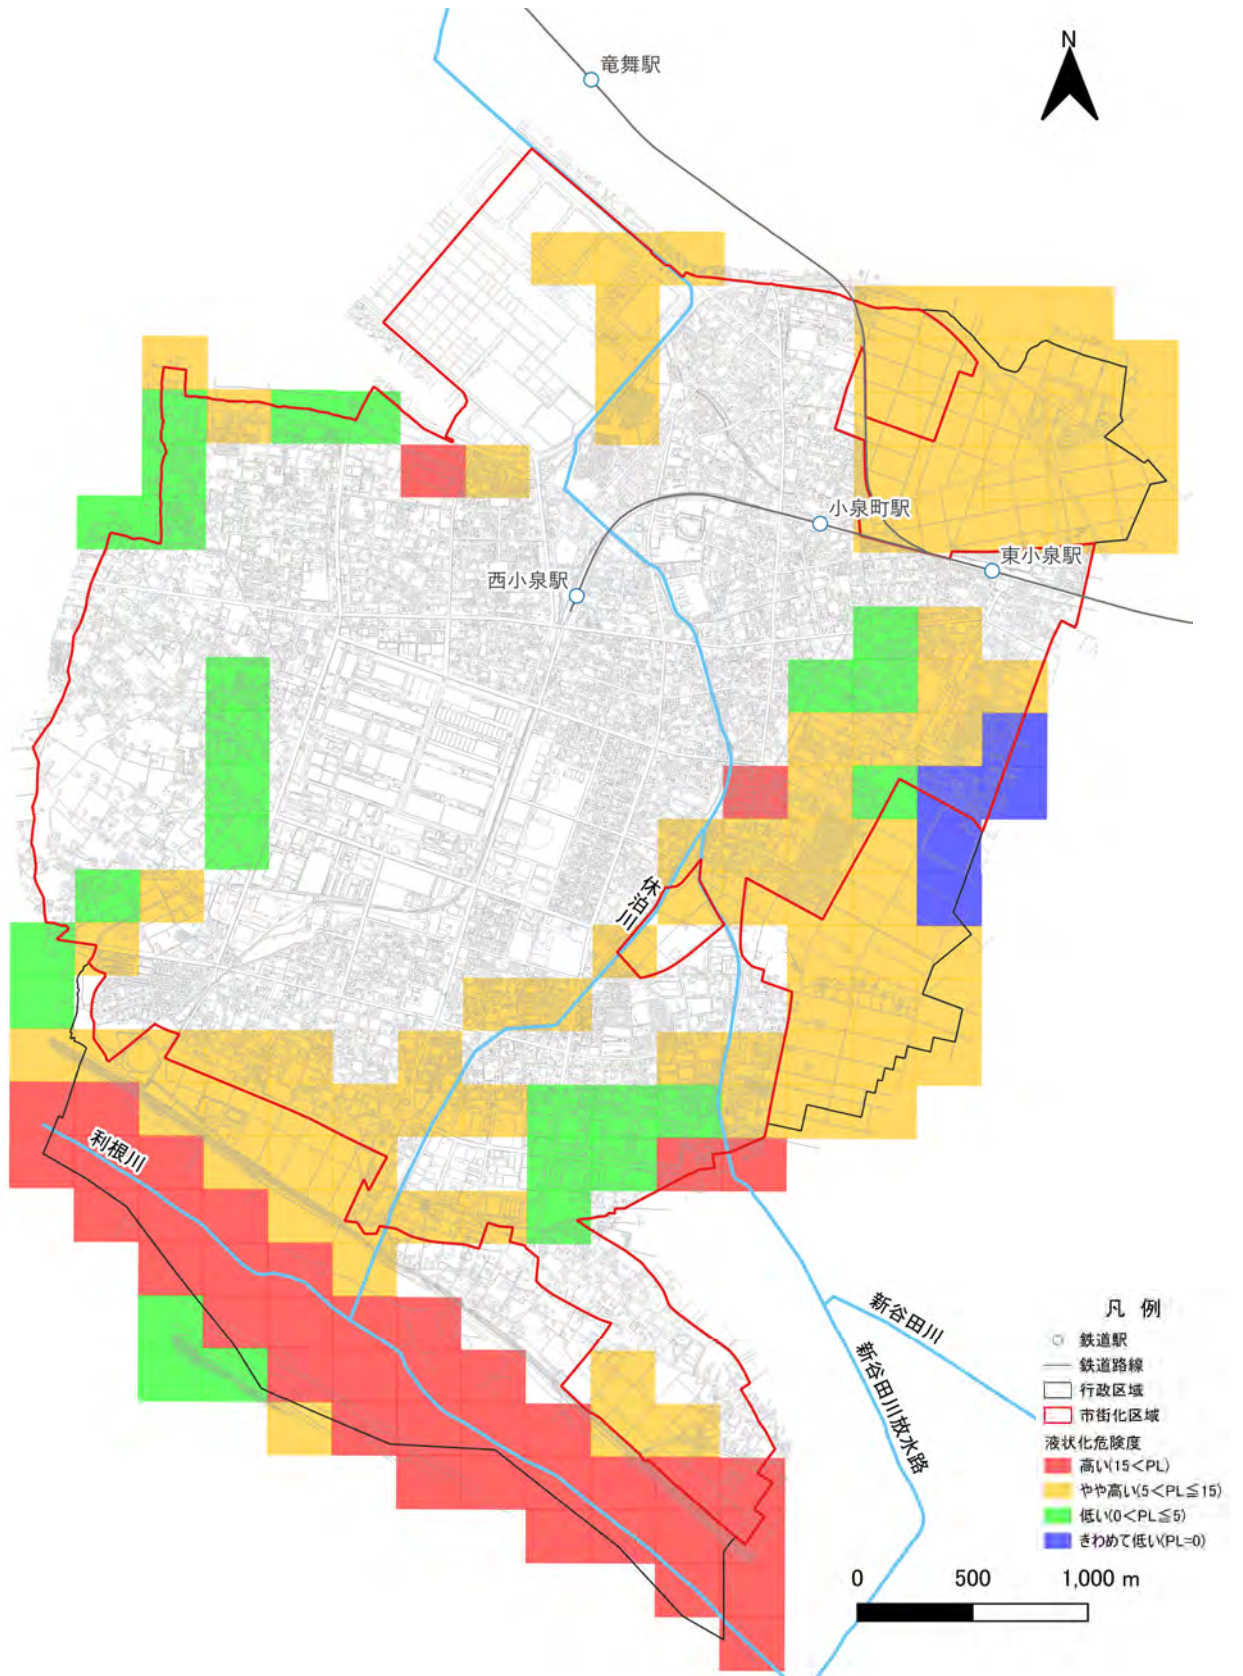 N
竜舞駅
小泉町駅
東小泉駅
西小泉駅
休泊川
利根川
新谷田川
新谷田川放水路
凡 例
鉄道駅
鉄道路線
行政区域
市街化区域
液状化危険度
高い(15<PL)
やや高い(5<PL≦15)
低い(0<PL≦5)
きわめて低い(PL=0)
0 500 1,000 m